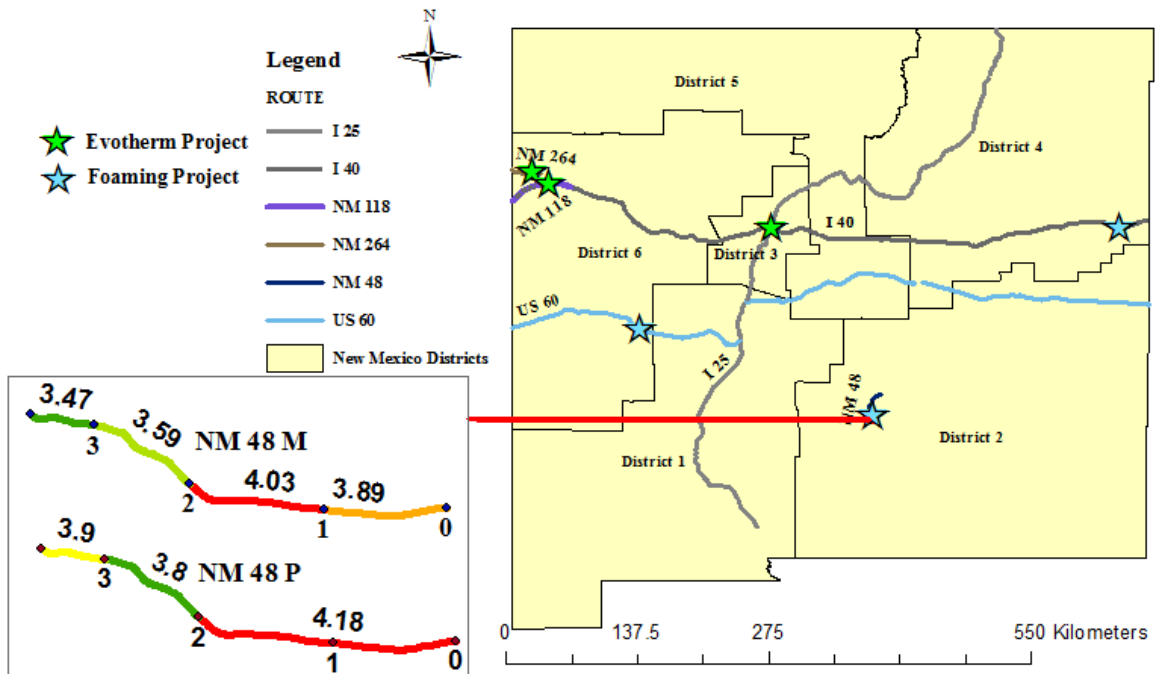 N
Legend
ROUTE
I 25
I 40
NM 118
NM 264
NM 48
US 60
New Mexico Districts
Evotherm Project
Foaming Project
District 5
District 4
NM 264
NM 118
I 40
District 6
District 3
US 60
I 25
NM 48
District 1
District 2
3.47
3
3.59
NM 48 M
2
4.03
1
3.89
0
3.9
3
3.8
NM 48 P
2
4.18
1
0
0
137.5
275
550 Kilometers